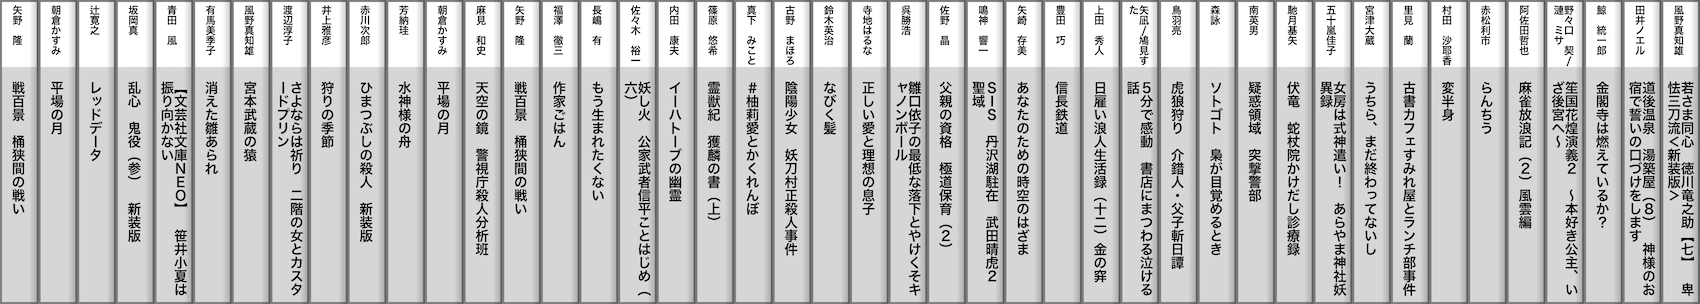 風野真知雄
若さま同心　徳川竜之助【七】　卑
怯三刀流＜新装版＞
田井ノエル
道後温泉　湯築屋（８）　神様のお
宿で誓いの口づけをします
鯨　統一郎
金閣寺は燃えているか？
野々口　契/
漣　ミサ
笙国花煌演義２　～本好き公主、い
ざ後宮へ～
阿佐田哲也
麻雀放浪記（２）風雲編
赤松利市
らんちう
村田　沙耶香
変半身
里見　蘭
古書カフェすみれ屋とランチ部事件
宮津大蔵
うちら、まだ終わってないし
五十嵐佳子
女房は式神遣い！　あらやま神社妖
異録
馳月基矢
伏竜　蛇杖院かけだし診療録
南英男
疑惑領域　突撃警部
森詠
ソトゴト　梟が目覚めるとき
鳥羽亮
虎狼狩り　介錯人・父子斬日譚
矢凪/鳩見す
た
５分で感動　書店にまつわる泣ける
話
上田　秀人
日雇い浪人生活録（十二）金の穽
豊田　巧
信長鉄道
矢崎　存美
あなたのための時空のはざま
鳴神　響一
ＳＩＳ　丹沢湖駐在　武田晴虎２
聖域
佐野　晶
父親の資格　極道保育（２）
呉勝浩
雛口依子の最低な落下とやけくそキ
ャノンボール
寺地はるな
正しい愛と理想の息子
鈴木英治
なびく髪
古野　まほろ
陰陽少女　妖刀村正殺人事件
真下　みこと
＃柚莉愛とかくれんぼ
篠原　悠希
霊獣紀　獲麟の書（上）
内田　康夫
イーハトーブの幽霊
佐々木　裕一
妖し火　公家武者信平ことはじめ（
六）
長嶋　有
もう生まれたくない
福澤　徹三
作家ごはん
矢野　隆
戦百景　桶狭間の戦い
麻見　和史
天空の鏡　警視庁殺人分析班
朝倉かすみ
平場の月
芳納珪
水神様の舟
赤川次郎
ひまつぶしの殺人　新装版
井上雅彦
狩りの季節
渡辺淳子
さよならは祈り　二階の女とカスタ
ードプリン
風野真知雄
宮本武蔵の猿
有馬美季子
消えた雛あられ
青田　風
【文芸社文庫ＮＥＯ】　笹井小夏は
振り向かない
坂岡真
乱心　鬼役（参）　新装版
辻寛之
レッドデータ
朝倉かすみ
平場の月
矢野　隆
戦百景　桶狭間の戦い